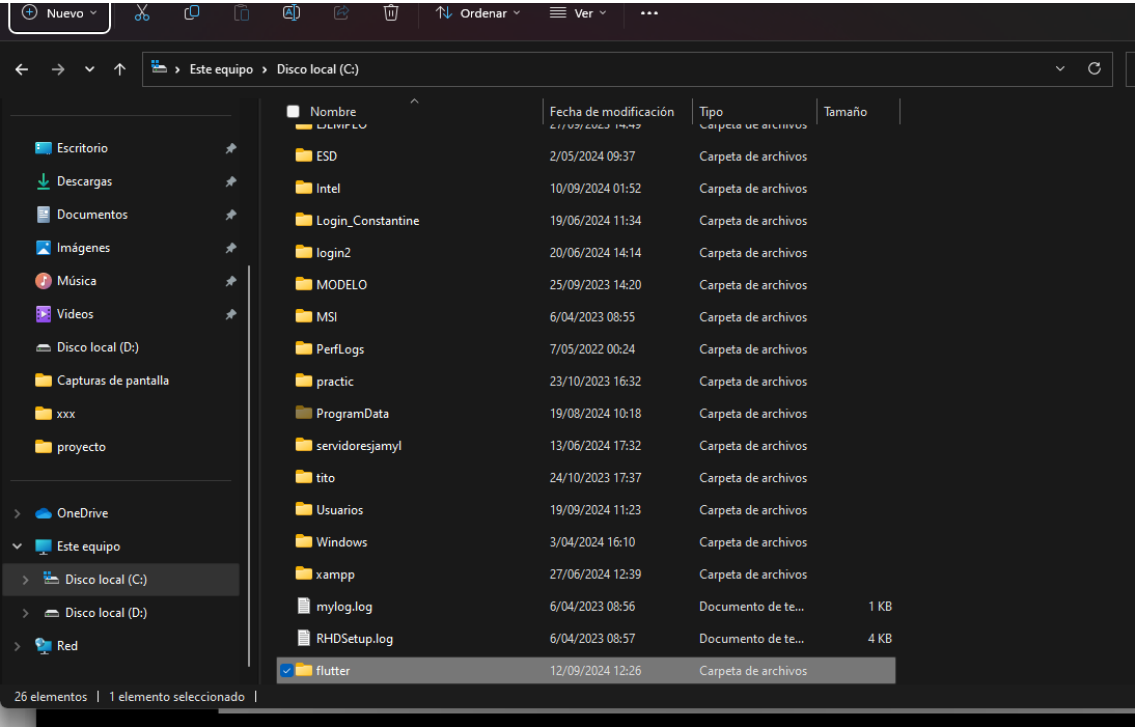 Nuevo Ordenar Ver
Este equipo > Disco local (C:)
Nombre Fecha de modificación Tipo Tamaño
EJEMPLO 27/09/2023 14:49 Carpeta de archivos
ESD 2/05/2024 09:37 Carpeta de archivos
Intel 10/09/2024 01:52 Carpeta de archivos
Login_Constantine 19/06/2024 11:34 Carpeta de archivos
login2 20/06/2024 14:14 Carpeta de archivos
MODELO 25/09/2023 14:20 Carpeta de archivos
MSI 6/04/2023 08:55 Carpeta de archivos
PerfLogs 7/05/2022 00:24 Carpeta de archivos
practic 23/10/2023 16:32 Carpeta de archivos
ProgramData 19/08/2024 10:18 Carpeta de archivos
servidoresjamyl 13/06/2024 17:32 Carpeta de archivos
tito 24/10/2023 17:37 Carpeta de archivos
Usuarios 19/09/2024 11:23 Carpeta de archivos
Windows 3/04/2024 16:10 Carpeta de archivos
xampp 27/06/2024 12:39 Carpeta de archivos
mylog.log 6/04/2023 08:56 Documento de te... 1 KB
RHDSetup.log 6/04/2023 08:57 Documento de te... 4 KB
flutter 12/09/2024 12:26 Carpeta de archivos
Escritorio
Descargas
Documentos
Imágenes
Música
Videos
Disco local (D:)
Capturas de pantalla
xxx
proyecto
OneDrive
Este equipo
Disco local (C:)
Disco local (D:)
Red
26 elementos | 1 elemento seleccionado |